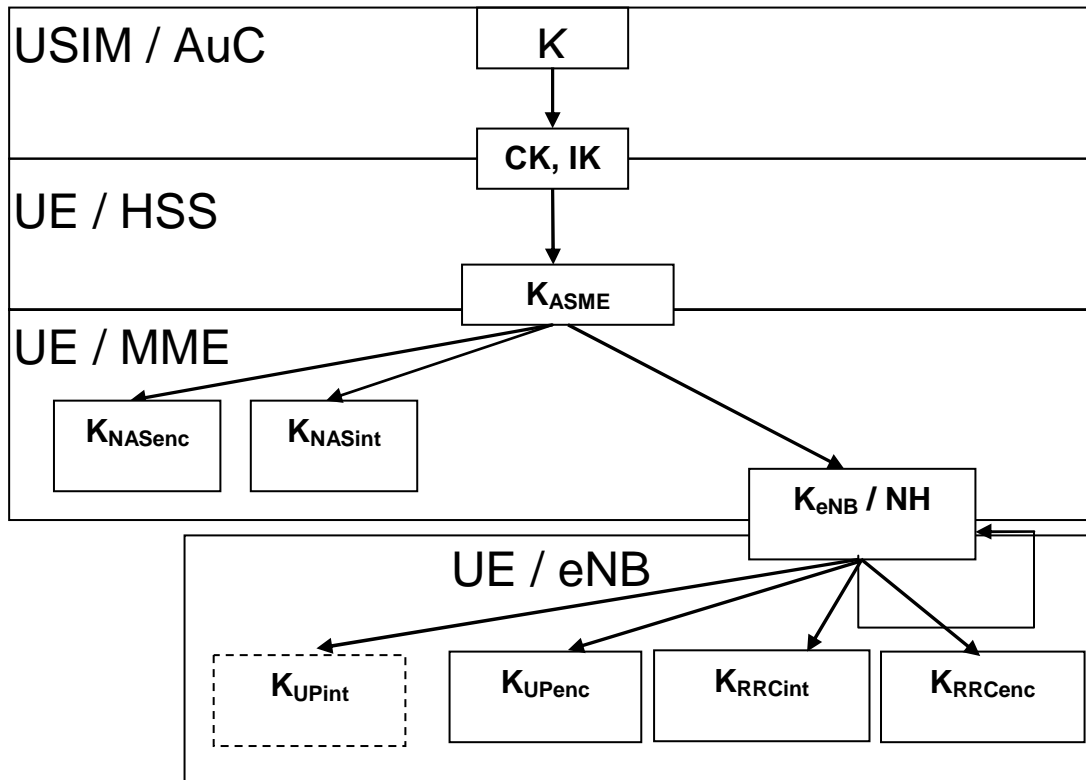 USIM / AuC
K
CK, IK
UE / HSS
KASME
UE / MME
KNASenc
KNASint
KeNB / NH
UE / eNB
KUPint
KUPenc
KRRCint
KRRCenc